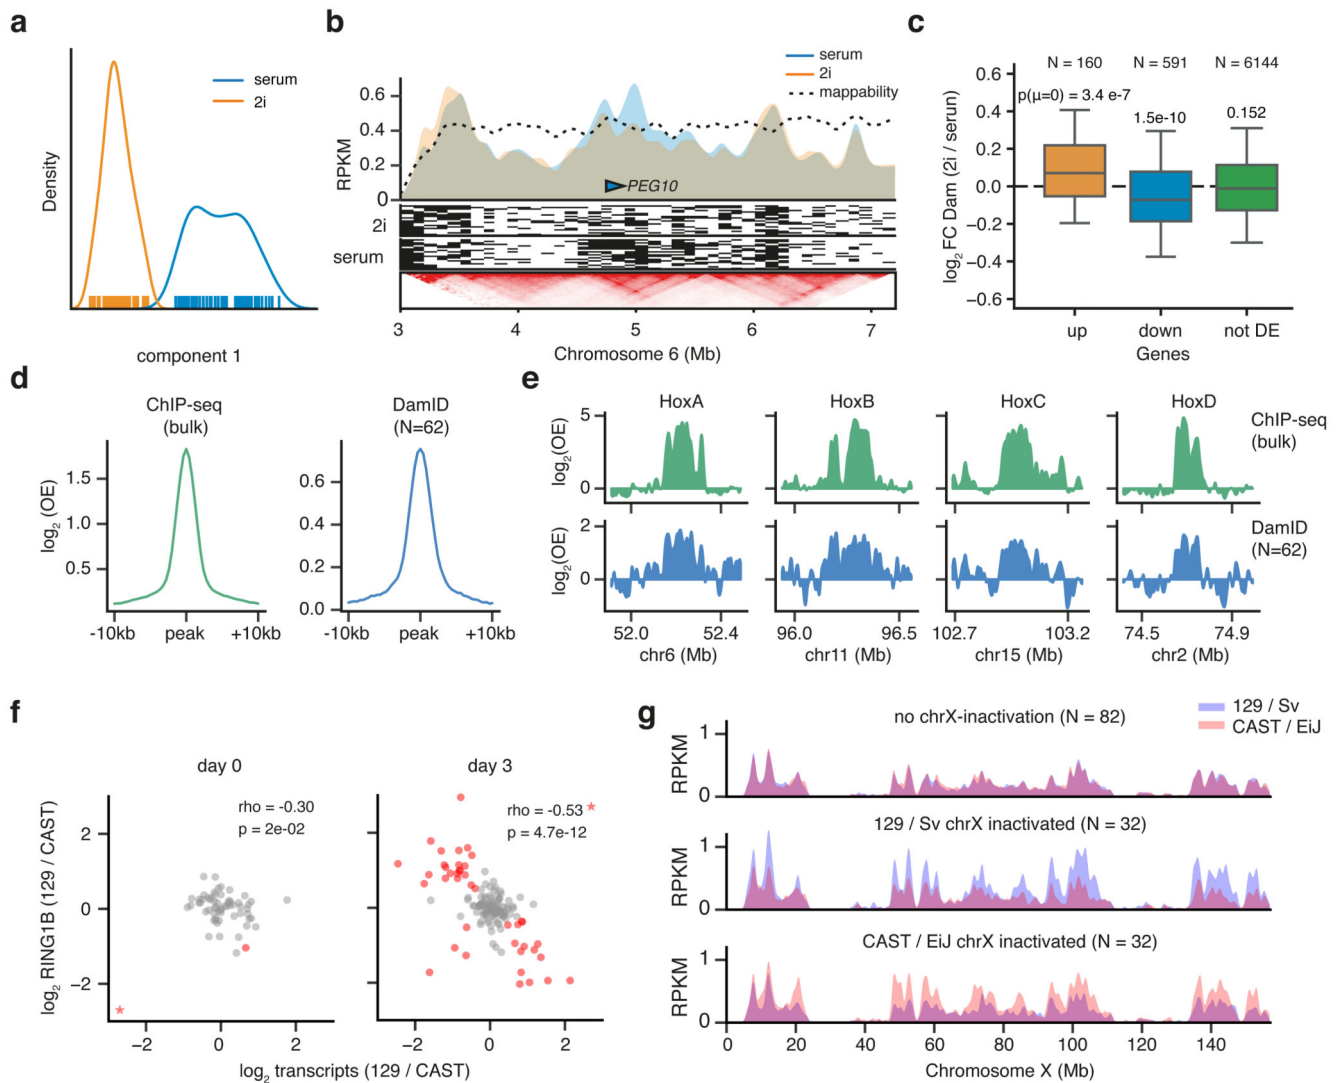 a
Density
serum
2i
component 1
b
RPKM
0.6
0.4
0.2
0
serum
2i
mappability
PEG10
2i
serum
3 4 5 6 7
Chromosome 6 (Mb)
c
log2 FC Dam (2i / serun)
N = 160 N = 591 N = 6144
p(μ=0) = 3.4 e-7
1.5e-10
0.152
0.6
0.4
0.2
0.0
−0.2
−0.4
−0.6
up down not DE
Genes
d
ChIP-seq
(bulk)
log2 (OE)
1.5
1.0
0.5
-10kb peak +10kb
DamID
(N=62)
0.6
0.4
0.2
0.0
-10kb peak +10kb
e
HoxA HoxB HoxC HoxD
ChIP-seq
(bulk)
log2(OE)
5
0
DamID
(N=62)
log2(OE)
2
0
52.0 52.4 96.0 96.5 102.7 103.2 74.5 74.9
chr6 (Mb) chr11 (Mb) chr15 (Mb) chr2 (Mb)
f
log2 RING1B (129 / CAST)
day 0
rho = -0.30
p = 2e-02
2
0
−2
−2 0 2
day 3
rho = -0.53
p = 4.7e-12
−2 0 2
log2 transcripts (129 / CAST)
g
129 / Sv
CAST / EiJ
no chrX-inactivation (N = 82)
RPKM
1
0
129 / Sv chrX inactivated (N = 32)
RPKM
1
0
CAST / EiJ chrX inactivated (N = 32)
RPKM
1
0
0 20 40 60 80 100 120 140
Chromosome X (Mb)